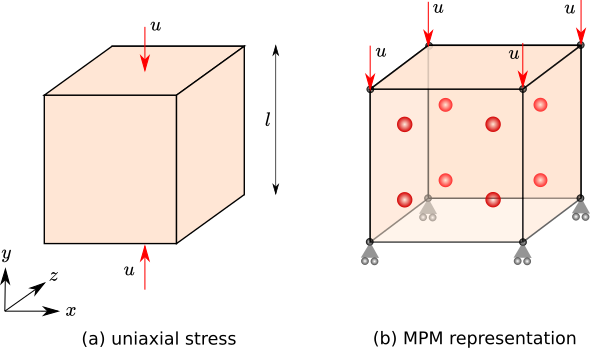 u
u
u
u
u
l
u
y
z
x
(a) uniaxial stress
(b) MPM representation